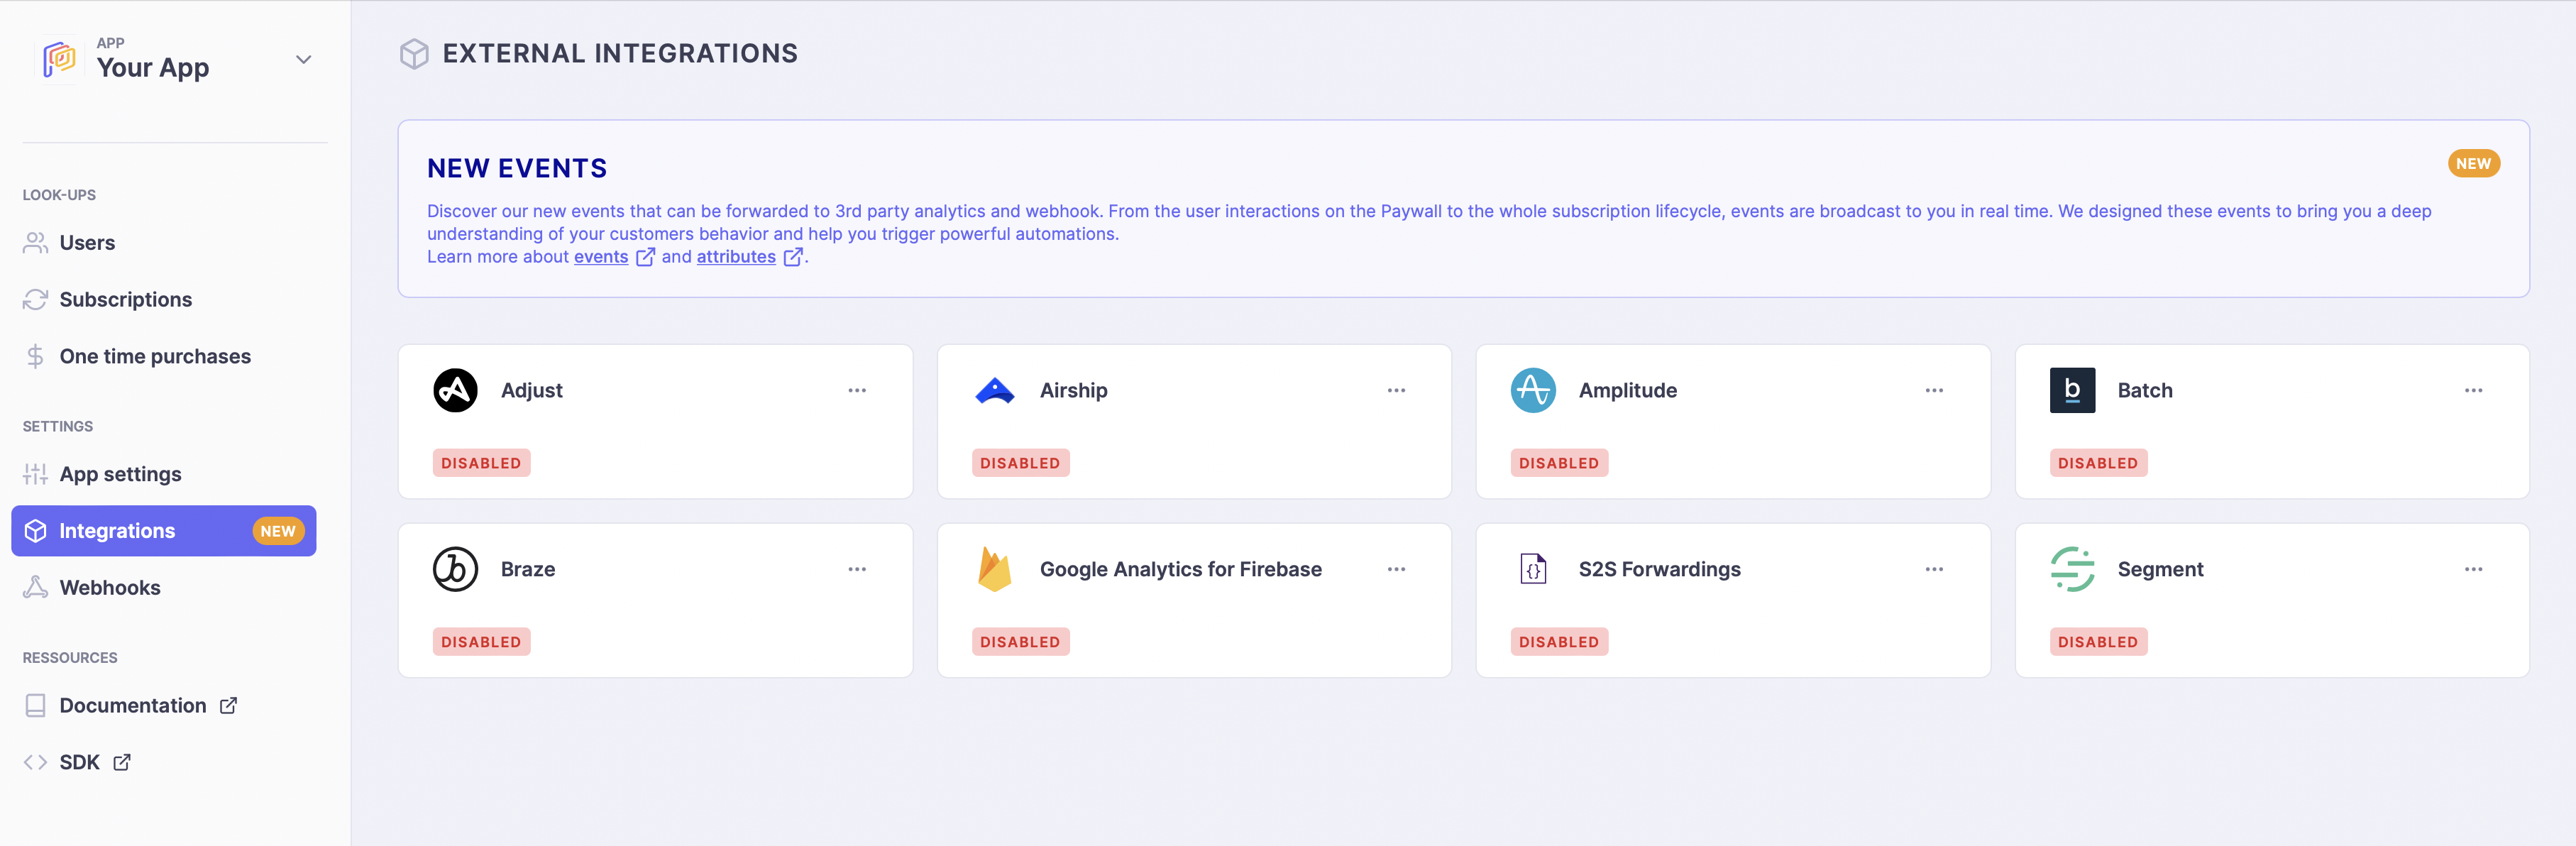 APP
Your App
LOOK-UPS
Users
Subscriptions
One time purchases
SETTINGS
App settings
Integrations NEW
Webhooks
RESSOURCES
Documentation
SDK
EXTERNAL INTEGRATIONS
NEW EVENTS
NEW
Discover our new events that can be forwarded to 3rd party analytics and webhook. From the user interactions on the Paywall to the whole subscription lifecycle, events are broadcast to you in real time. We designed these events to bring you a deep
understanding of your customers behavior and help you trigger powerful automations.
Learn more about events and attributes .
Adjust
DISABLED
Airship
DISABLED
Amplitude
DISABLED
b
Batch
DISABLED
Braze
DISABLED
Google Analytics for Firebase
DISABLED
{}
S2S Forwardings
DISABLED
Segment
DISABLED